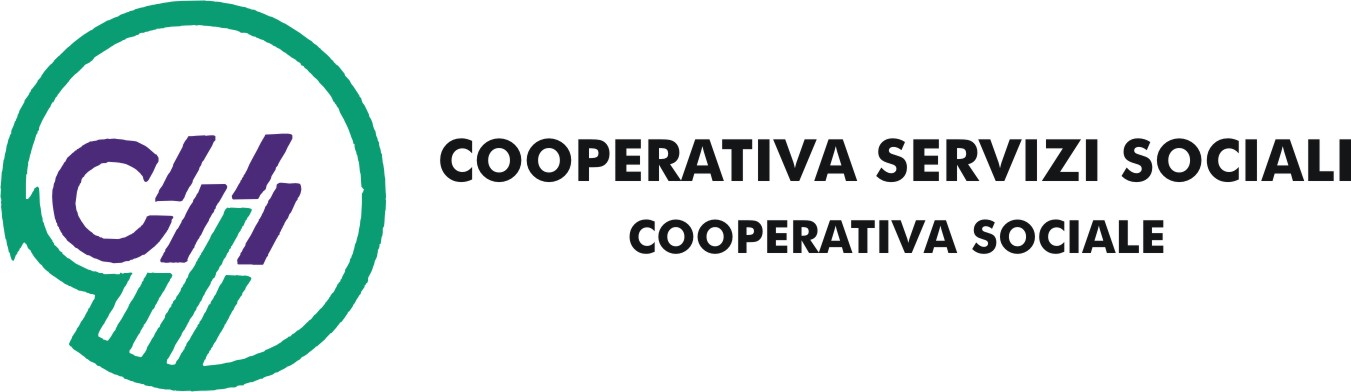 COOPERATIVA SERVIZI SOCIALI
COOPERATIVA SOCIALE